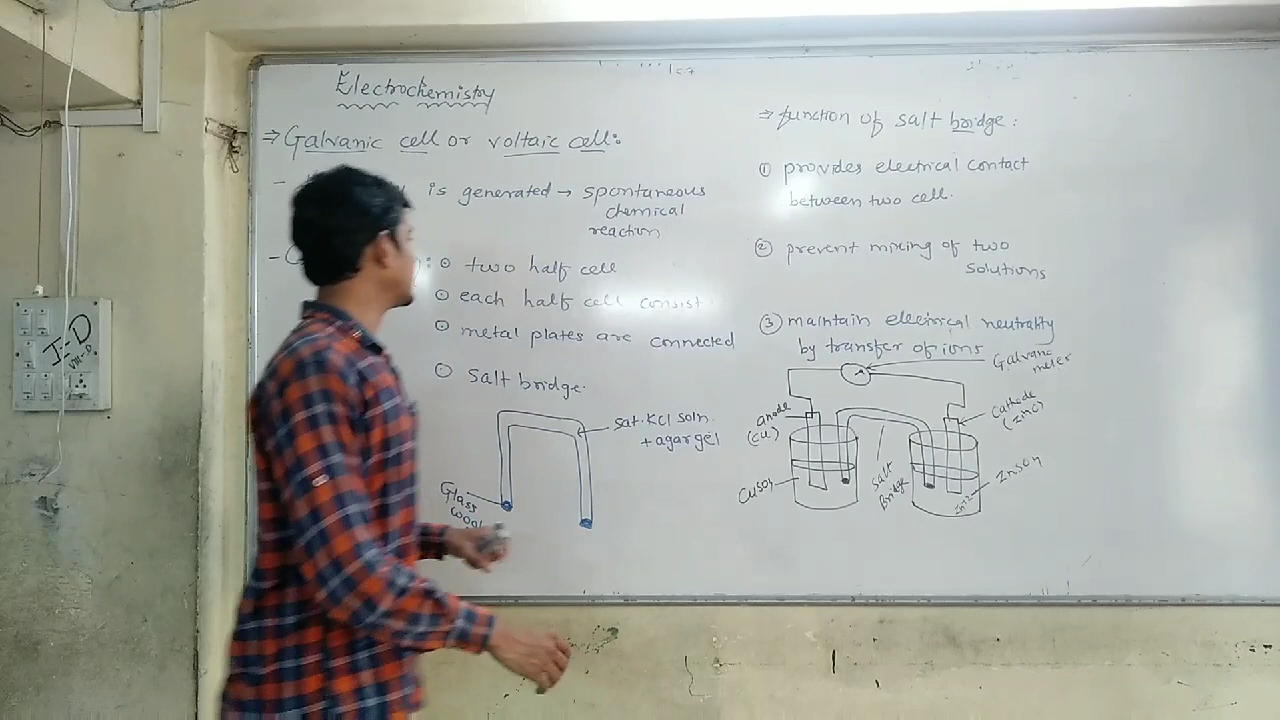 Electrochemistry
⇒ Galvanic cell or voltaic cell:
- is generated → spontaneous
chemical
reaction
- : ⊙ two half cell
⊙ each half cell consist
⊙ metal plates are connected
⊙ salt bridge.
sat. KCl soln.
+ agar gel
Glass
wool
⇒ function of salt bridge:
① provides electrical contact
between two cell.
② prevent mixing of two
solutions
③ maintain electrical neutrality
by transfer of ions
Galvano
meter
anode
(Cu)
Cathode
(zinc)
CuSO4
Salt
Bridge
ZnSO4
I-D